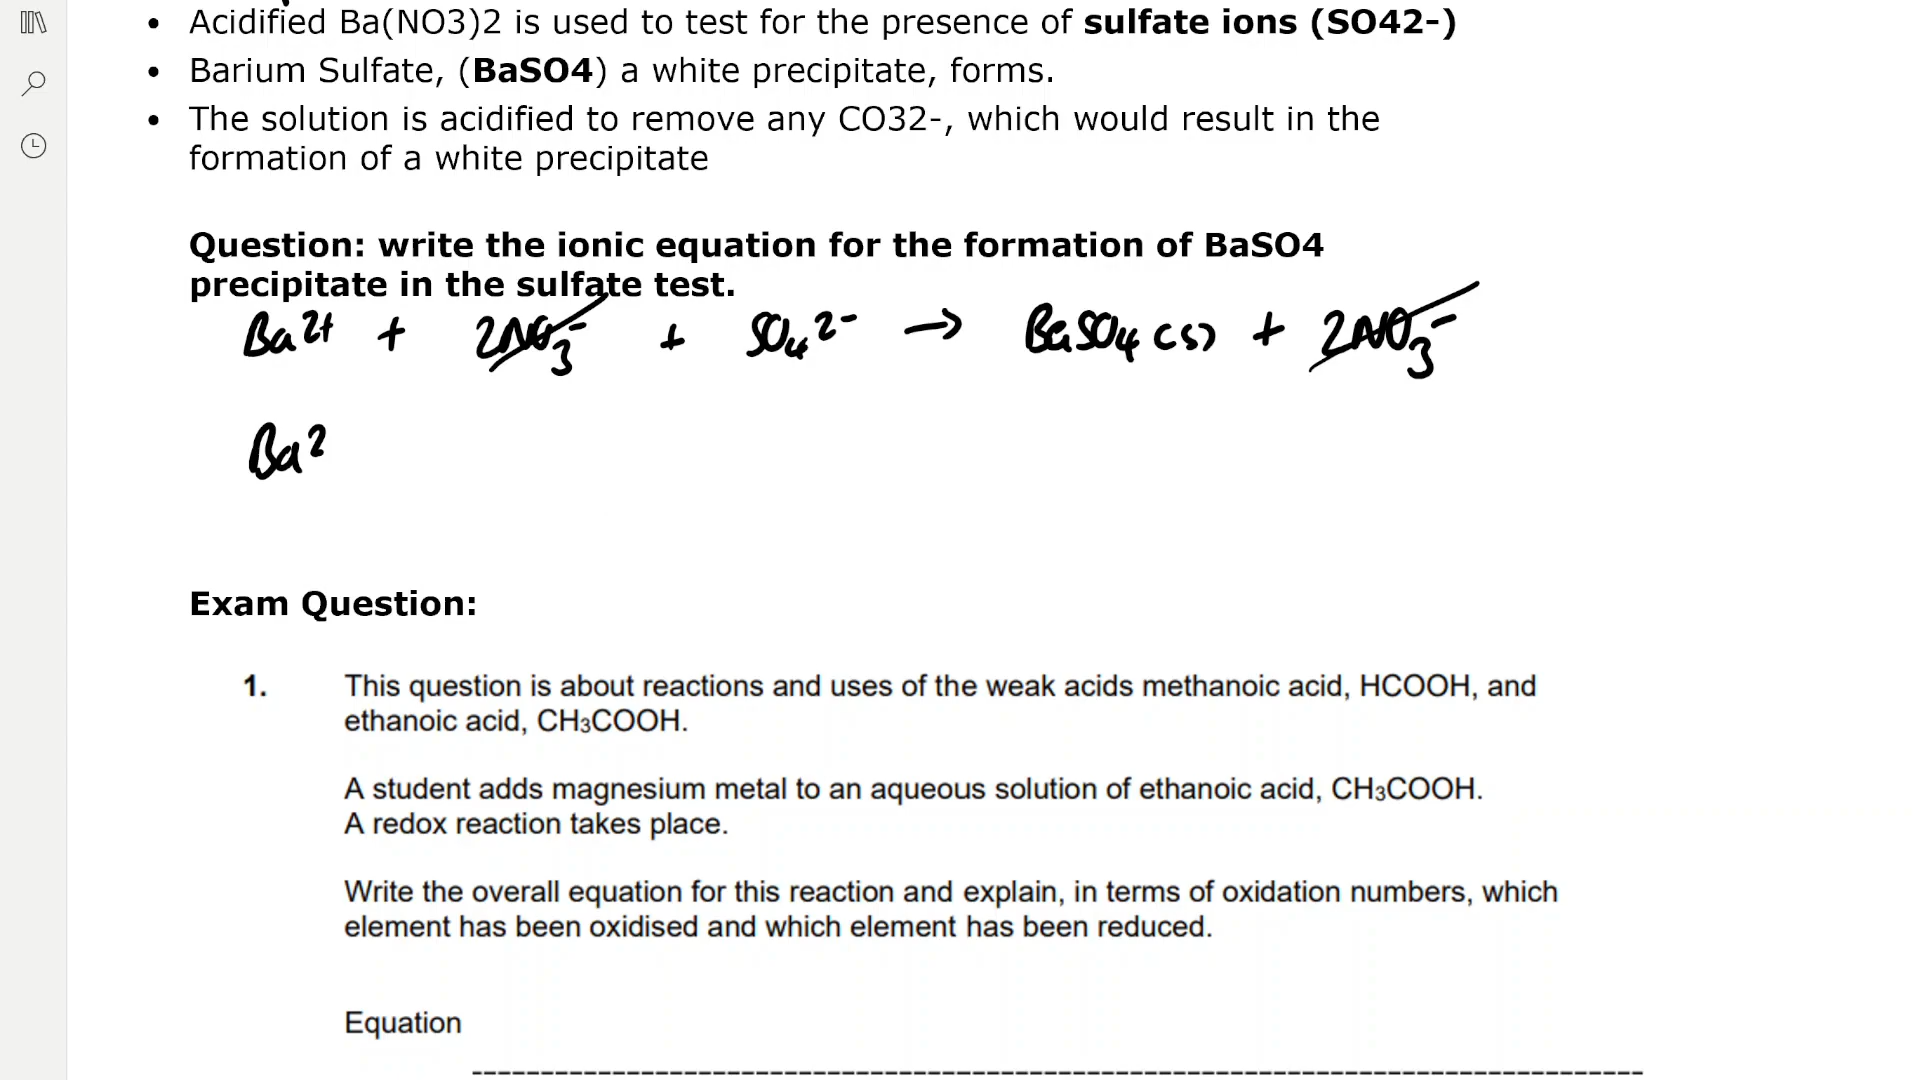 • Acidified Ba(NO3)2 is used to test for the presence of sulfate ions (SO42-)
• Barium Sulfate, (BaSO4) a white precipitate, forms.
• The solution is acidified to remove any CO32-, which would result in the
formation of a white precipitate
Question: write the ionic equation for the formation of BaSO4
precipitate in the sulfate test.
Ba²⁺ + 2NO₃⁻ + SO₄²⁻ → BaSO₄(s) + 2NO₃⁻
Ba²
Exam Question:
1. This question is about reactions and uses of the weak acids methanoic acid, HCOOH, and
ethanoic acid, CH₃COOH.
A student adds magnesium metal to an aqueous solution of ethanoic acid, CH₃COOH.
A redox reaction takes place.
Write the overall equation for this reaction and explain, in terms of oxidation numbers, which
element has been oxidised and which element has been reduced.
Equation